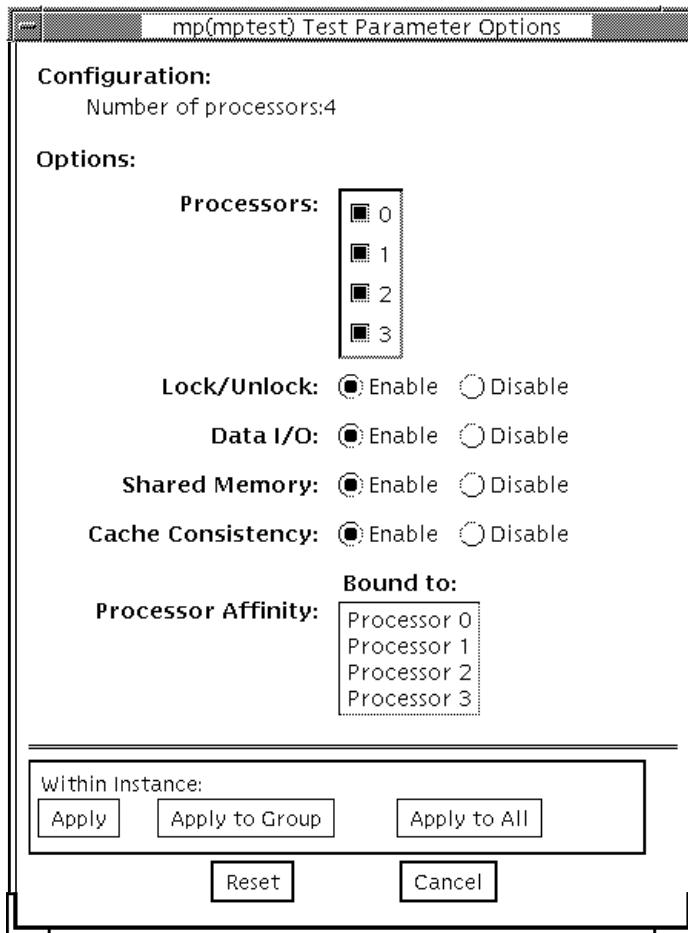 mp(mptest) Test Parameter Options
Configuration:
Number of processors:4
Options:
Processors:
0
1
2
3
Lock/Unlock: Enable Disable
Data I/O: Enable Disable
Shared Memory: Enable Disable
Cache Consistency: Enable Disable
Bound to:
Processor Affinity:
Processor 0
Processor 1
Processor 2
Processor 3
Within Instance:
Apply Apply to Group Apply to All
Reset Cancel